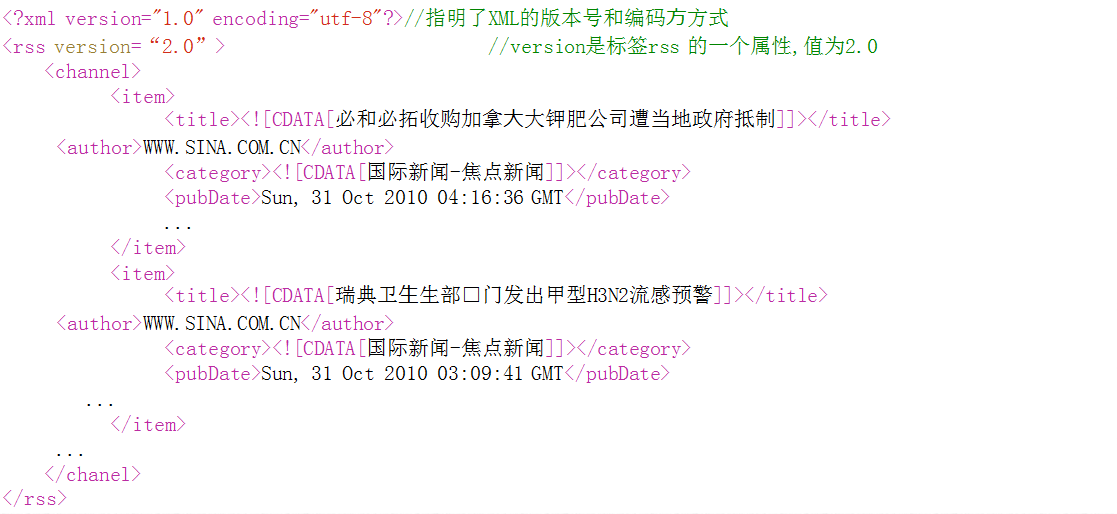 <?xml version="1.0" encoding="utf-8"?>//指明了XML的版本号和编码方方式
<rss version=“2.0”> //version是标签rss 的一个属性,值为2.0
<channel>
<item>
<title><![CDATA[必和必拓收购加拿大大钾肥公司遭当地政府抵制]]></title>
<author>WWW.SINA.COM.CN</author>
<category><![CDATA[国际新闻-焦点新闻]]></category>
<pubDate>Sun, 31 Oct 2010 04:16:36 GMT</pubDate>
...
</item>
<item>
<title><![CDATA[瑞典卫生生部□门发出甲型H3N2流感预警]]></title>
<author>WWW.SINA.COM.CN</author>
<category><![CDATA[国际新闻-焦点新闻]]></category>
<pubDate>Sun, 31 Oct 2010 03:09:41 GMT</pubDate>
...
</item>
...
</chanel>
</rss>